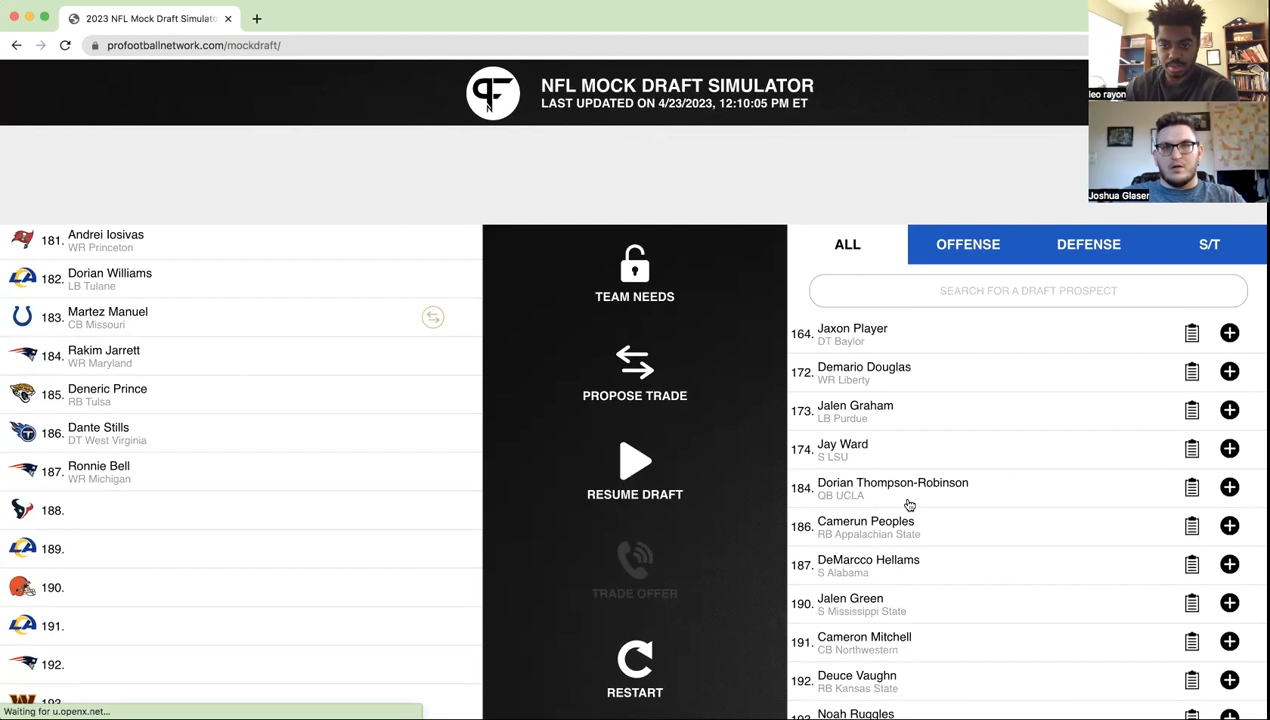 2023 NFL Mock Draft Simulato
profootballnetwork.com/mockdraft/
NFL MOCK DRAFT SIMULATOR
LAST UPDATED ON 4/23/2023, 12:10:05 PM ET
leo rayon
Joshua Glaser
181. Andrei Iosivas
WR Princeton
182. Dorian Williams
LB Tulane
183. Martez Manuel
CB Missouri
184. Rakim Jarrett
WR Maryland
185. Deneric Prince
RB Tulsa
186. Dante Stills
DT West Virginia
187. Ronnie Bell
WR Michigan
188.
189.
190.
191.
192.
193.
Waiting for u.openx.net...
TEAM NEEDS
PROPOSE TRADE
RESUME DRAFT
TRADE OFFER
RESTART
ALL
OFFENSE
DEFENSE
S/T
SEARCH FOR A DRAFT PROSPECT
164. Jaxon Player
DT Baylor
172. Demario Douglas
WR Liberty
173. Jalen Graham
LB Purdue
174. Jay Ward
S LSU
184. Dorian Thompson-Robinson
QB UCLA
186. Camerun Peoples
RB Appalachian State
187. DeMarcco Hellams
S Alabama
190. Jalen Green
S Mississippi State
191. Cameron Mitchell
CB Northwestern
192. Deuce Vaughn
RB Kansas State
193. Noah Ruggles